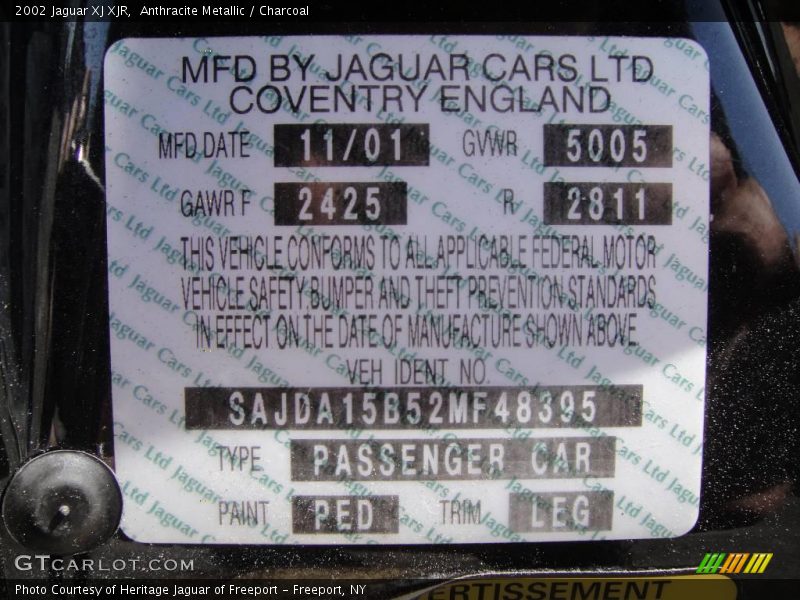 2002 Jaguar XJ XJR, Anthracite Metallic / Charcoal
MFD BY JAGUAR CARS LTD
COVENTRY ENGLAND
MFD DATE 11/01 GVWR 5005
GAWR F 2425 R 2811
THIS VEHICLE CONFORMS TO ALL APPLICABLE FEDERAL MOTOR
VEHICLE SAFETY BUMPER AND THEFT PREVENTION STANDARDS
IN EFFECT ON THE DATE OF MANUFACTURE SHOWN ABOVE
VEH IDENT NO.
SAJDA15B52MF48395
TYPE PASSENGER CAR
PAINT PED TRIM LEG
GTCARLOT.COM
ERTISSEMENT
Photo Courtesy of Heritage Jaguar of Freeport - Freeport, NY